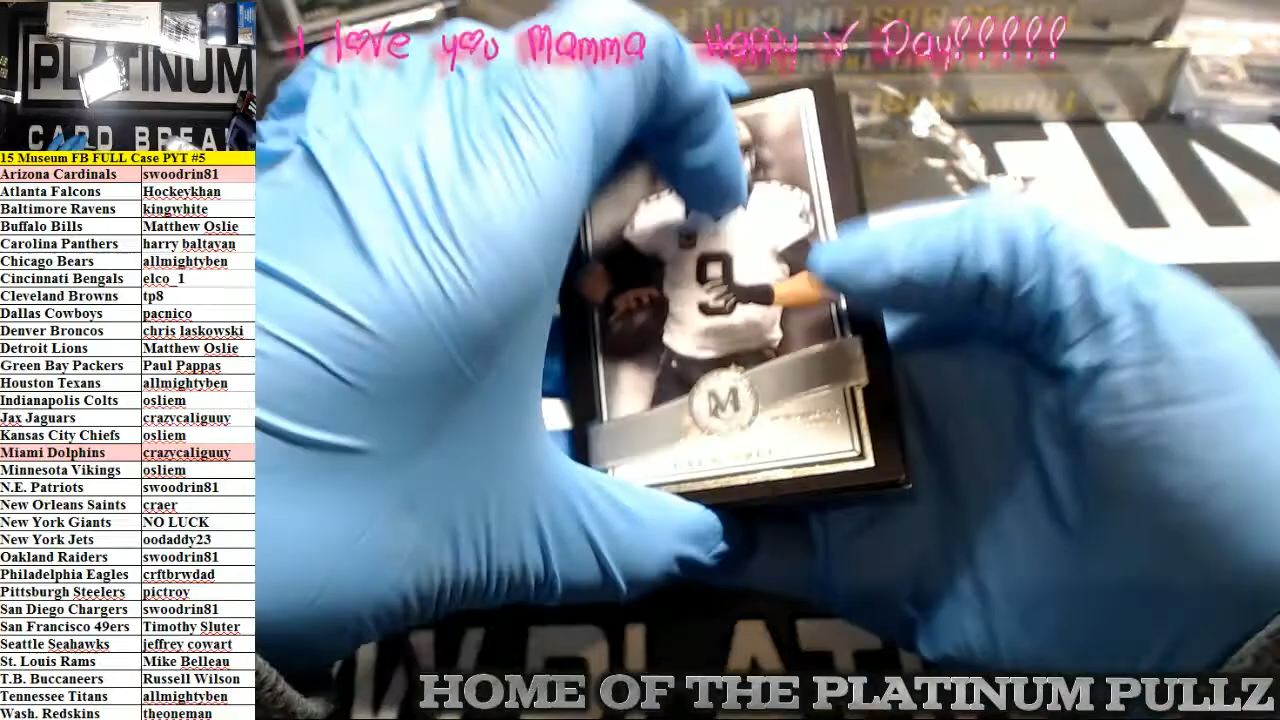 I love you Mamma Happy V Day!!!!!
PLATINUM
CARD BREA
15 Museum FB FULL Case PYT #5
Arizona Cardinals swoodrin81
Atlanta Falcons Hockeykhan
Baltimore Ravens kingwhite
Buffalo Bills Matthew Oslie
Carolina Panthers harry baltayan
Chicago Bears allmightyben
Cincinnati Bengals elco_1
Cleveland Browns tp8
Dallas Cowboys pacnico
Denver Broncos chris laskowski
Detroit Lions Matthew Oslie
Green Bay Packers Paul Pappas
Houston Texans allmightyben
Indianapolis Colts osliem
Jax Jaguars crazycaliguuy
Kansas City Chiefs osliem
Miami Dolphins crazycaliguuy
Minnesota Vikings osliem
N.E. Patriots swoodrin81
New Orleans Saints craer
New York Giants NO LUCK
New York Jets oodaddy23
Oakland Raiders swoodrin81
Philadelphia Eagles crftbrwdad
Pittsburgh Steelers pictroy
San Diego Chargers swoodrin81
San Francisco 49ers Timothy Sluter
Seattle Seahawks jeffrey cowart
St. Louis Rams Mike Belleau
T.B. Buccaneers Russell Wilson
Tennessee Titans allmightyben
Wash. Redskins theoneman
9
M
W PLAT
HOME OF THE PLATINUM PULLZ